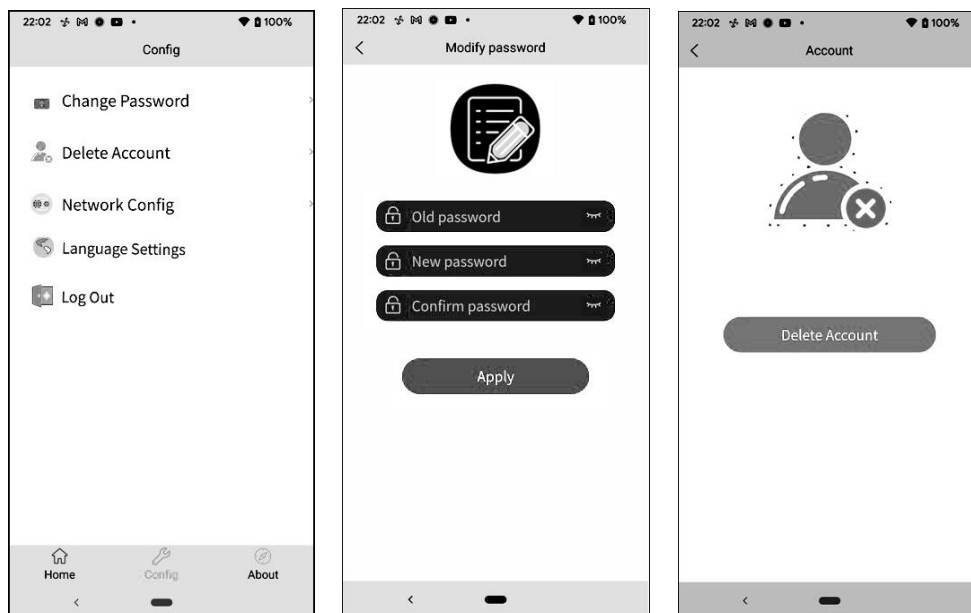 22:02 100%
Config
Change Password
Delete Account
Network Config
Language Settings
Log Out
Home Config About
22:02 100%
Modify password
Old password
New password
Confirm password
Apply
22:02 100%
Account
Delete Account